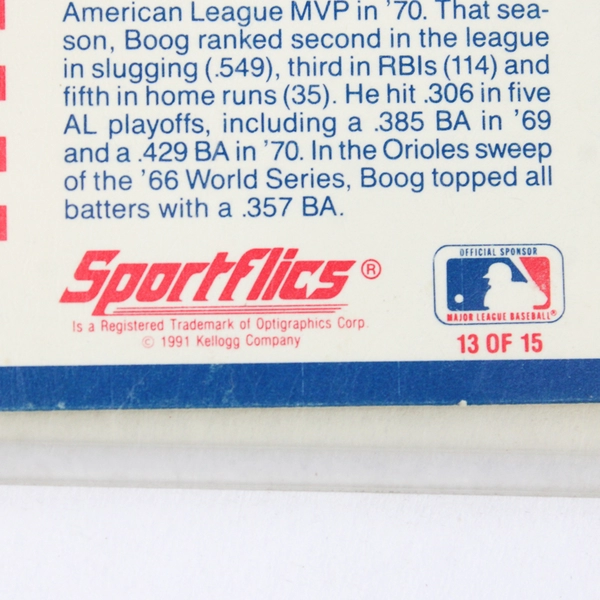 American League MVP in '70. That sea-
son, Boog ranked second in the league
in slugging (.549), third in RBIs (114) and
fifth in home runs (35). He hit .306 in five
AL playoffs, including a .385 BA in '69
and a .429 BA in '70. In the Orioles sweep
of the '66 World Series, Boog topped all
batters with a .357 BA.
Sportflics®
Is a Registered Trademark of Optigraphics Corp.
© 1991 Kellogg Company
OFFICIAL SPONSOR
MAJOR LEAGUE BASEBALL®
13 OF 15